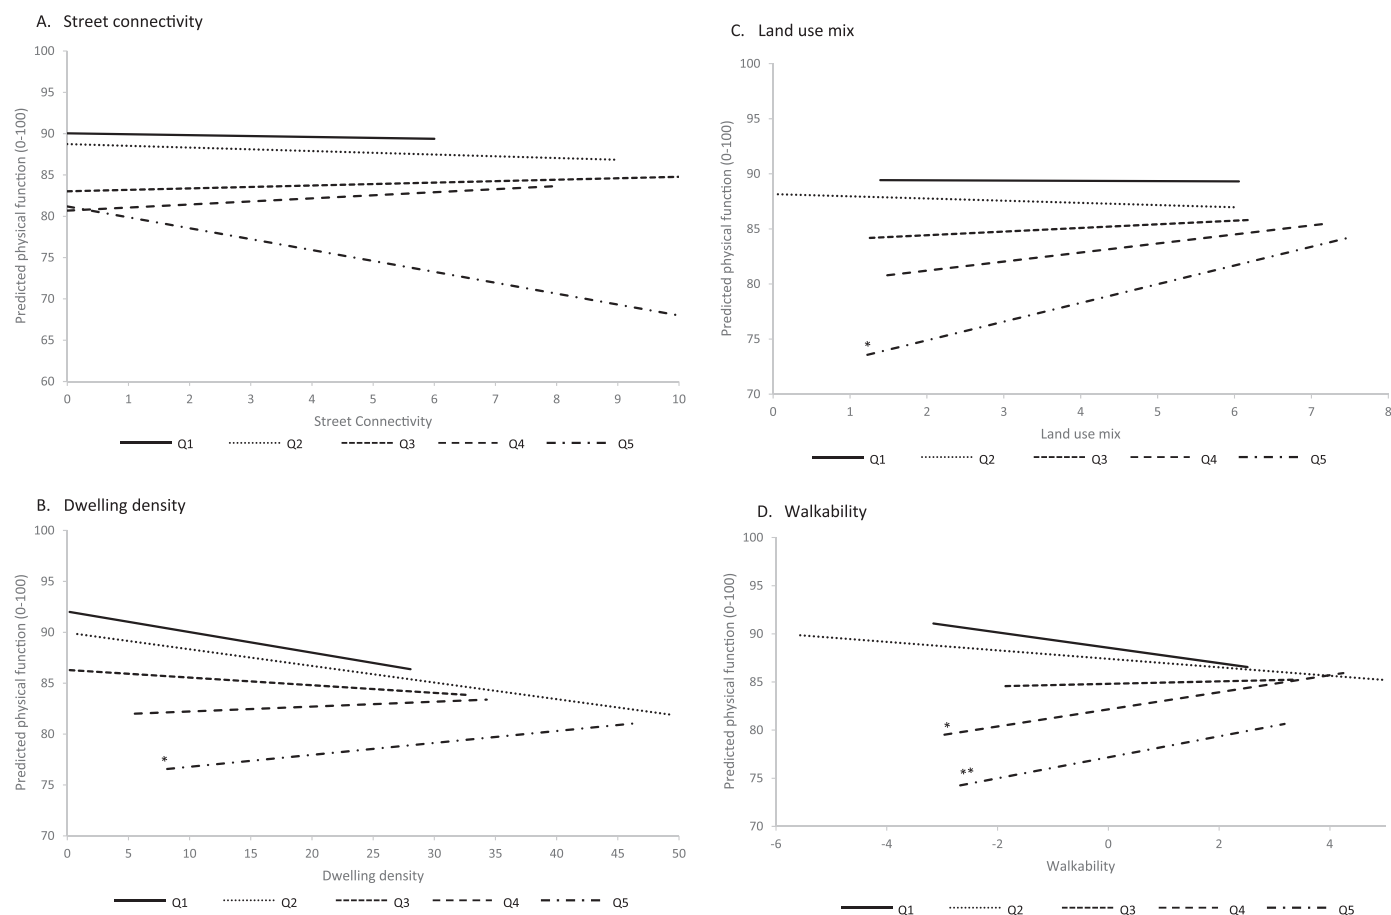 A. Street connectivity
100
95
90
85
80
75
70
65
60
Predicted physical function (0-100)
0 1 2 3 4 5 6 7 8 9 10
Street Connectivity
Q1 Q2 Q3 Q4 Q5
C. Land use mix
100
95
90
85
80
75
70
Predicted physical function (0-100)
*
0 1 2 3 4 5 6 7 8
Land use mix
Q1 Q2 Q3 Q4 Q5
B. Dwelling density
100
95
90
85
80
75
70
Predicted physical function (0-100)
*
0 5 10 15 20 25 30 35 40 45 50
Dwelling density
Q1 Q2 Q3 Q4 Q5
D. Walkability
100
95
90
85
80
75
70
Predicted physical function (0-100)
*
**
-6 -4 -2 0 2 4
Walkability
Q1 Q2 Q3 Q4 Q5